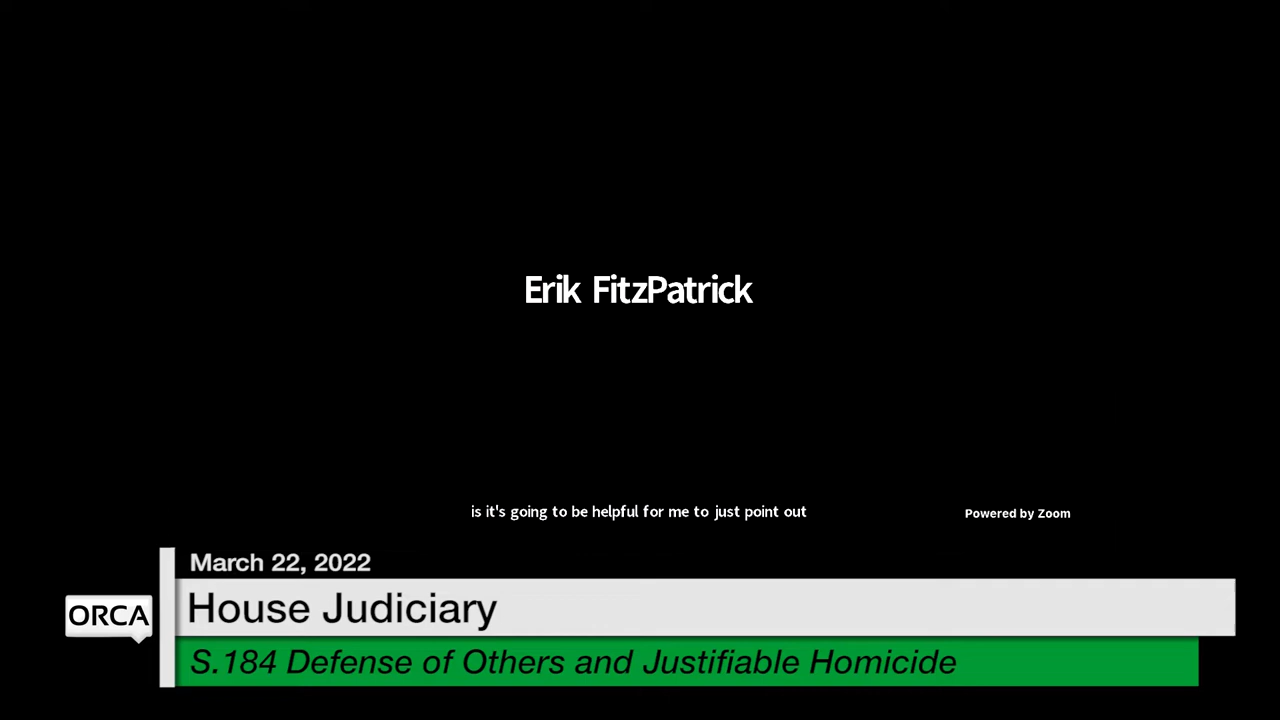 Erik FitzPatrick
is it's going to be helpful for me to just point out
Powered by Zoom
March 22, 2022
House Judiciary
ORCA
S.184 Defense of Others and Justifiable Homicide